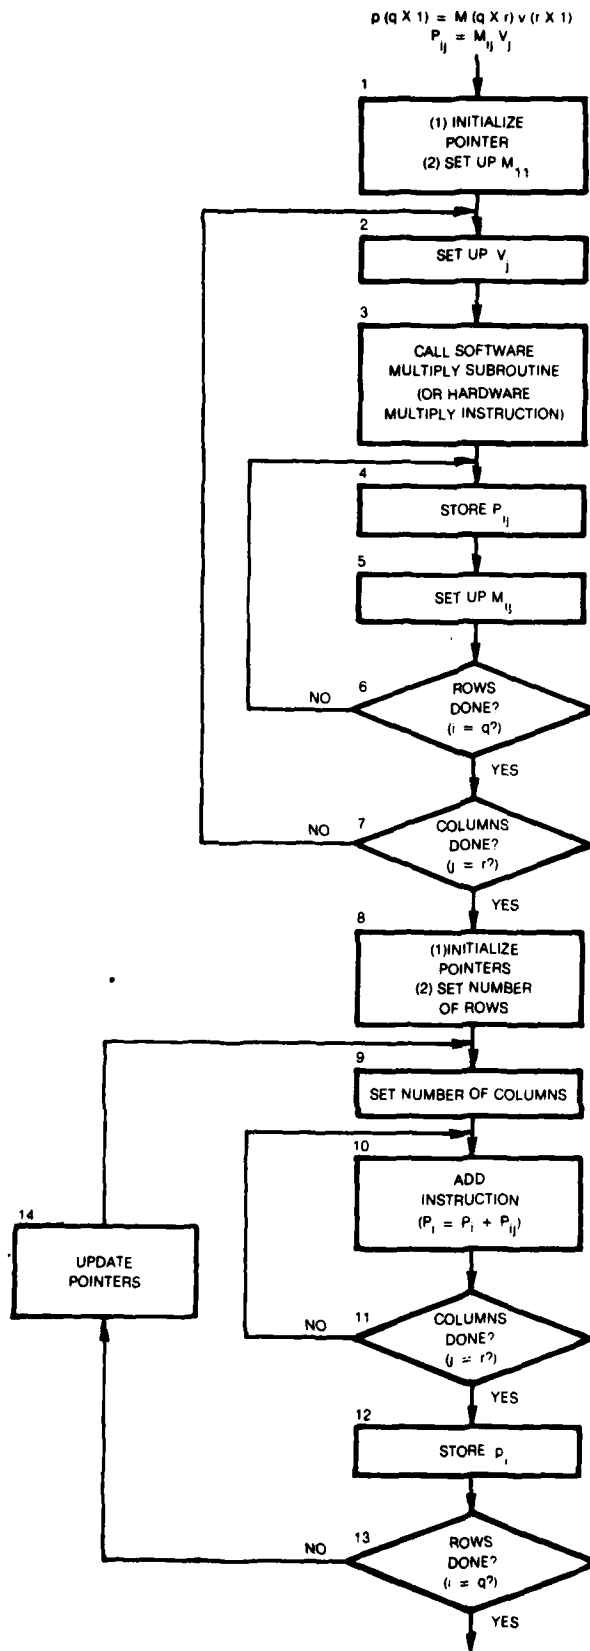 p (q X 1) = M (q X r) v (r X 1)
P_ij = M_ij V_j
1
(1) INITIALIZE
POINTER
(2) SET UP M_11
2
SET UP V_j
3
CALL SOFTWARE
MULTIPLY SUBROUTINE
(OR HARDWARE
MULTIPLY INSTRUCTION)
4
STORE P_ij
5
SET UP M_ij
6
NO
ROWS
DONE?
(i = q?)
YES
7
NO
COLUMNS
DONE?
(j = r?)
YES
8
(1)INITIALIZE
POINTERS
(2) SET NUMBER
OF ROWS
9
SET NUMBER OF COLUMNS
10
ADD
INSTRUCTION
(P_i = P_i + P_ij)
14
UPDATE
POINTERS
11
NO
COLUMNS
DONE?
(j = r?)
YES
12
STORE p_i
13
NO
ROWS
DONE?
(i = q?)
YES